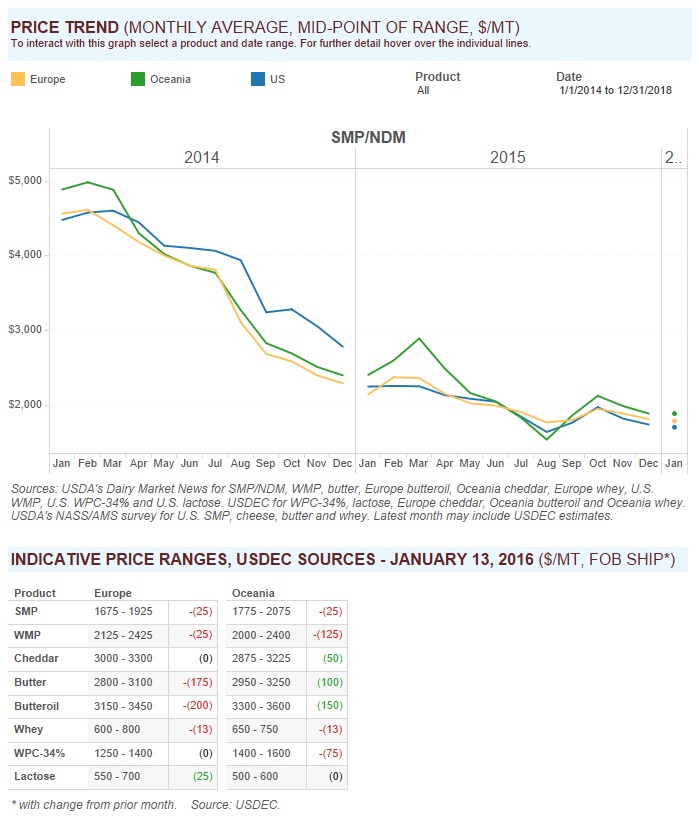 PRICE TREND (MONTHLY AVERAGE, MID-POINT OF RANGE, $/MT)
To interact with this graph select a product and date range. For further detail hover over the individual lines.
Europe Oceania US Product Date
All 1/1/2014 to 12/31/2018
SMP/NDM
2014 2015 2..
$5,000
$4,000
$3,000
$2,000
Jan Feb Mar Apr May Jun Jul Aug Sep Oct Nov Dec Jan Feb Mar Apr May Jun Jul Aug Sep Oct Nov Dec Jan
Sources: USDA's Dairy Market News for SMP/NDM, WMP, butter, Europe butteroil, Oceania cheddar, Europe whey, U.S.
WMP, U.S. WPC-34% and U.S. lactose. USDEC for WPC-34%, lactose, Europe cheddar, Oceania butteroil and Oceania whey.
USDA's NASS/AMS survey for U.S. SMP, cheese, butter and whey. Latest month may include USDEC estimates.
INDICATIVE PRICE RANGES, USDEC SOURCES - JANUARY 13, 2016 ($/MT, FOB SHIP*)
Product Europe Oceania
SMP 1675 - 1925 -(25) 1775 - 2075 -(25)
WMP 2125 - 2425 -(25) 2000 - 2400 -(125)
Cheddar 3000 - 3300 (0) 2875 - 3225 (50)
Butter 2800 - 3100 -(175) 2950 - 3250 (100)
Butteroil 3150 - 3450 -(200) 3300 - 3600 (150)
Whey 600 - 800 -(13) 650 - 750 -(13)
WPC-34% 1250 - 1400 (0) 1400 - 1600 -(75)
Lactose 550 - 700 (25) 500 - 600 (0)
* with change from prior month. Source: USDEC.